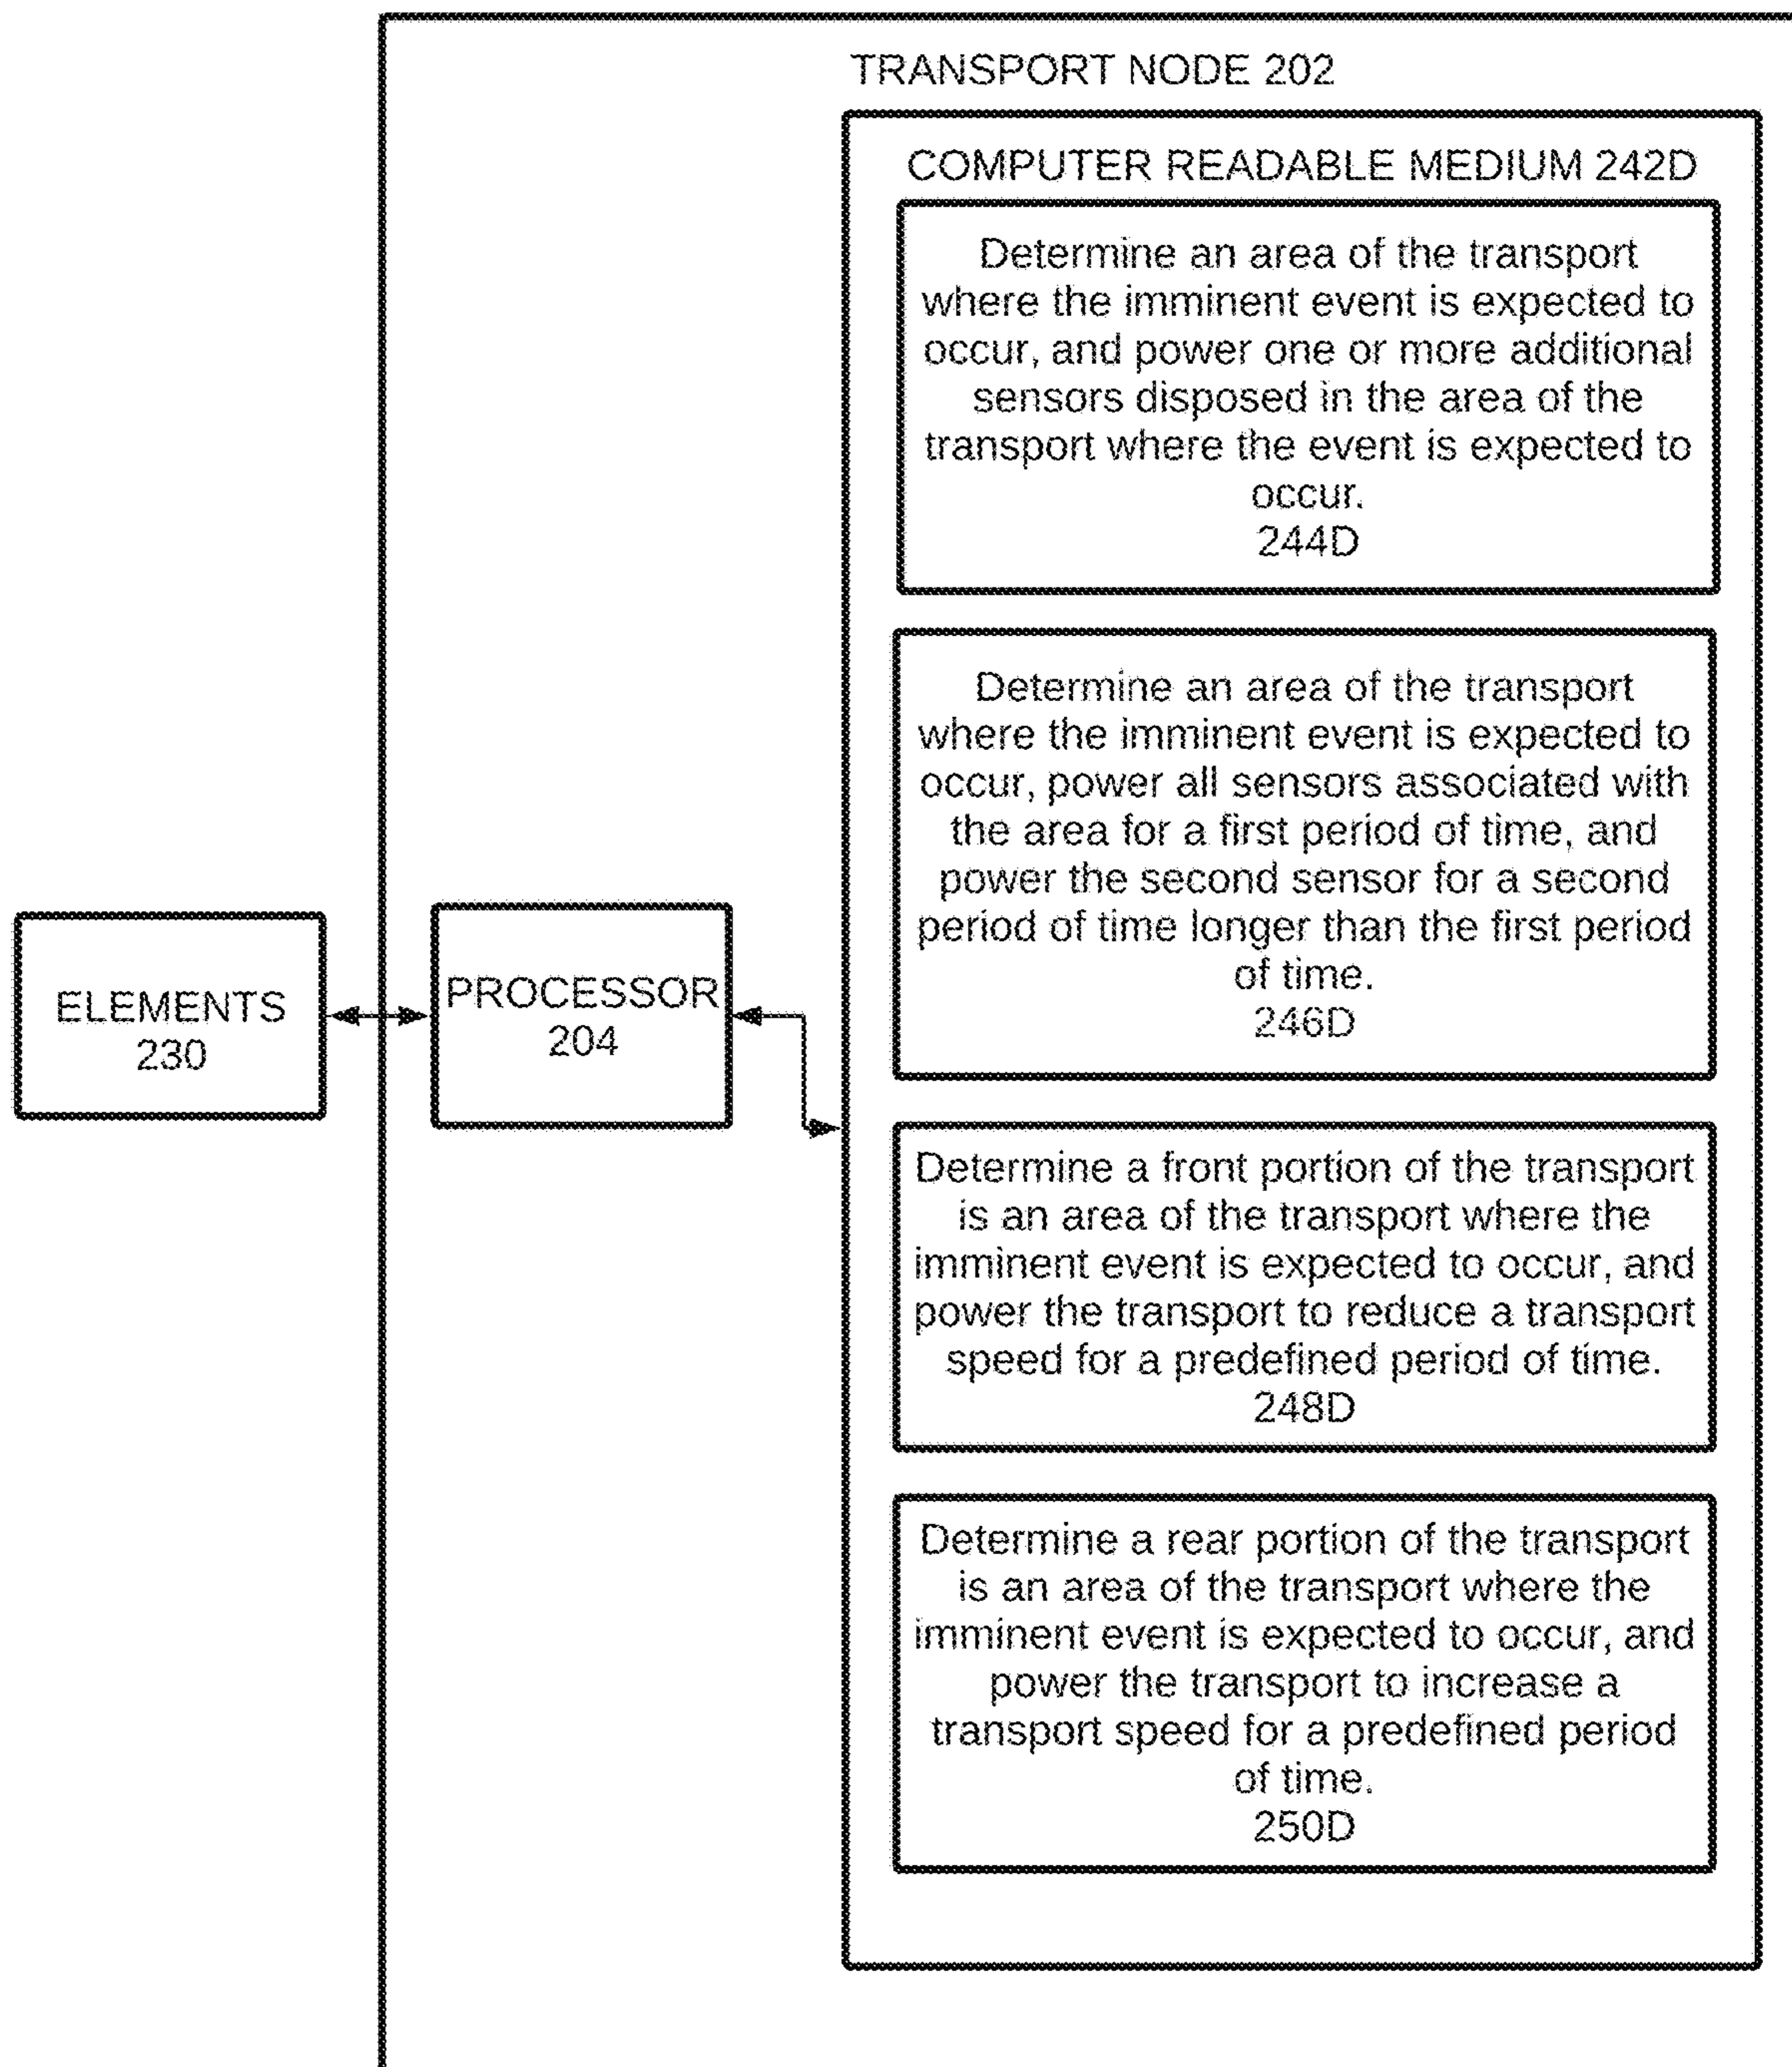 TRANSPORT NODE 202
COMPUTER READABLE MEDIUM 242D
Determine an area of the transport
where the imminent event is expected to
occur, and power one or more additional
sensors disposed in the area of the
transport where the event is expected to
occur.
244D
Determine an area of the transport
where the imminent event is expected to
occur, power all sensors associated with
the area for a first period of time, and
power the second sensor for a second
period of time longer than the first period
of time.
246D
ELEMENTS
230
PROCESSOR
204
Determine a front portion of the transport
is an area of the transport where the
imminent event is expected to occur, and
power the transport to reduce a transport
speed for a predefined period of time.
248D
Determine a rear portion of the transport
is an area of the transport where the
imminent event is expected to occur, and
power the transport to increase a
transport speed for a predefined period
of time.
250D